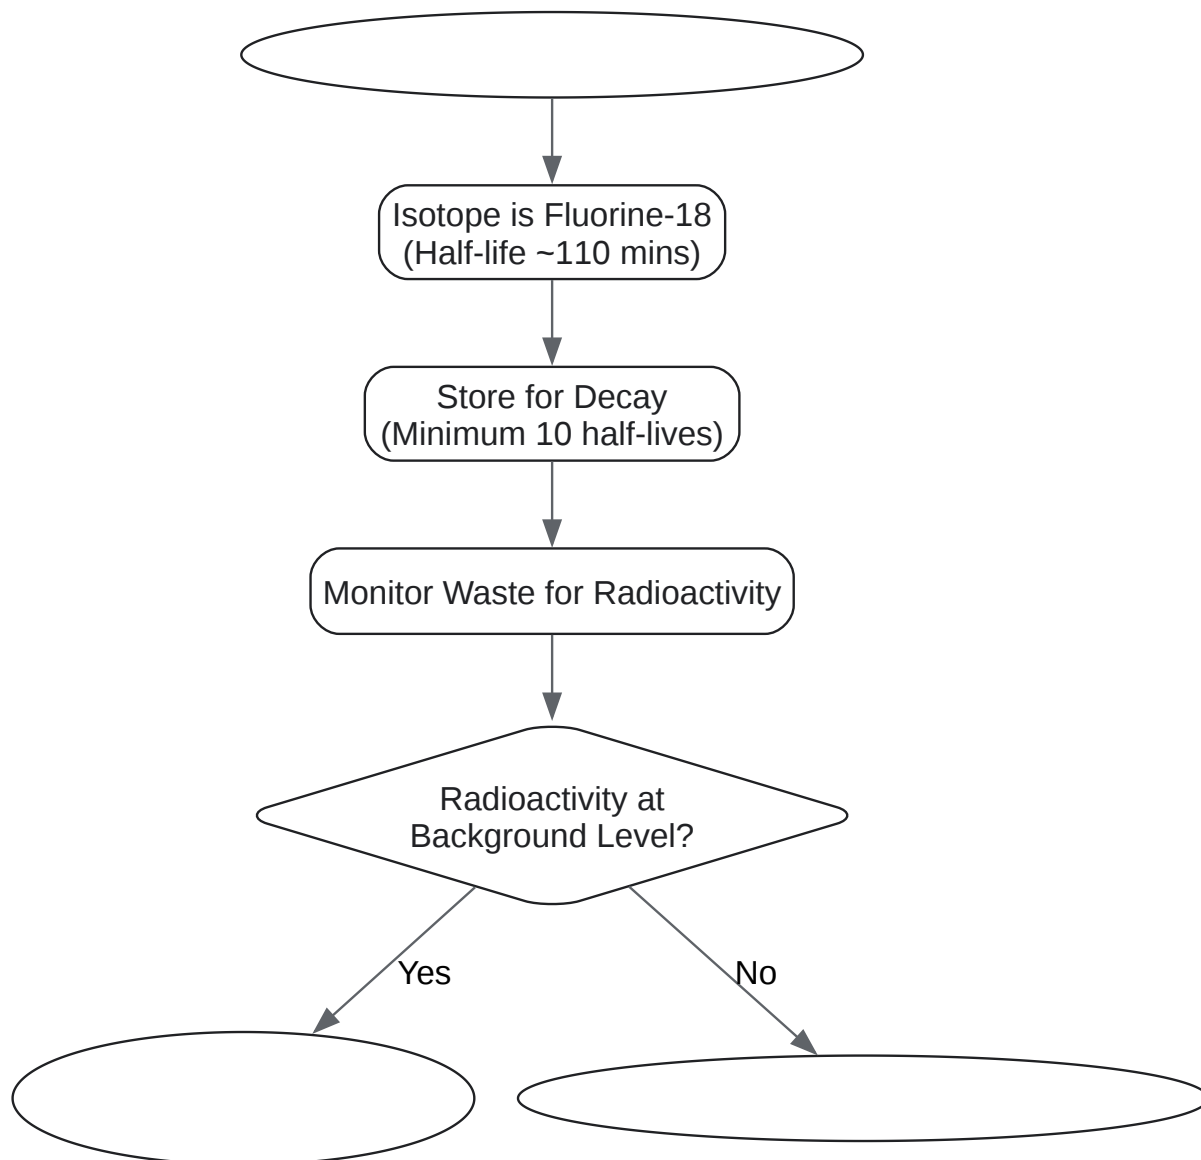 Isotope is Fluorine-18
(Half-life ~110 mins)
Store for Decay
(Minimum 10 half-lives)
Monitor Waste for Radioactivity
Radioactivity at
Background Level?
Yes
No